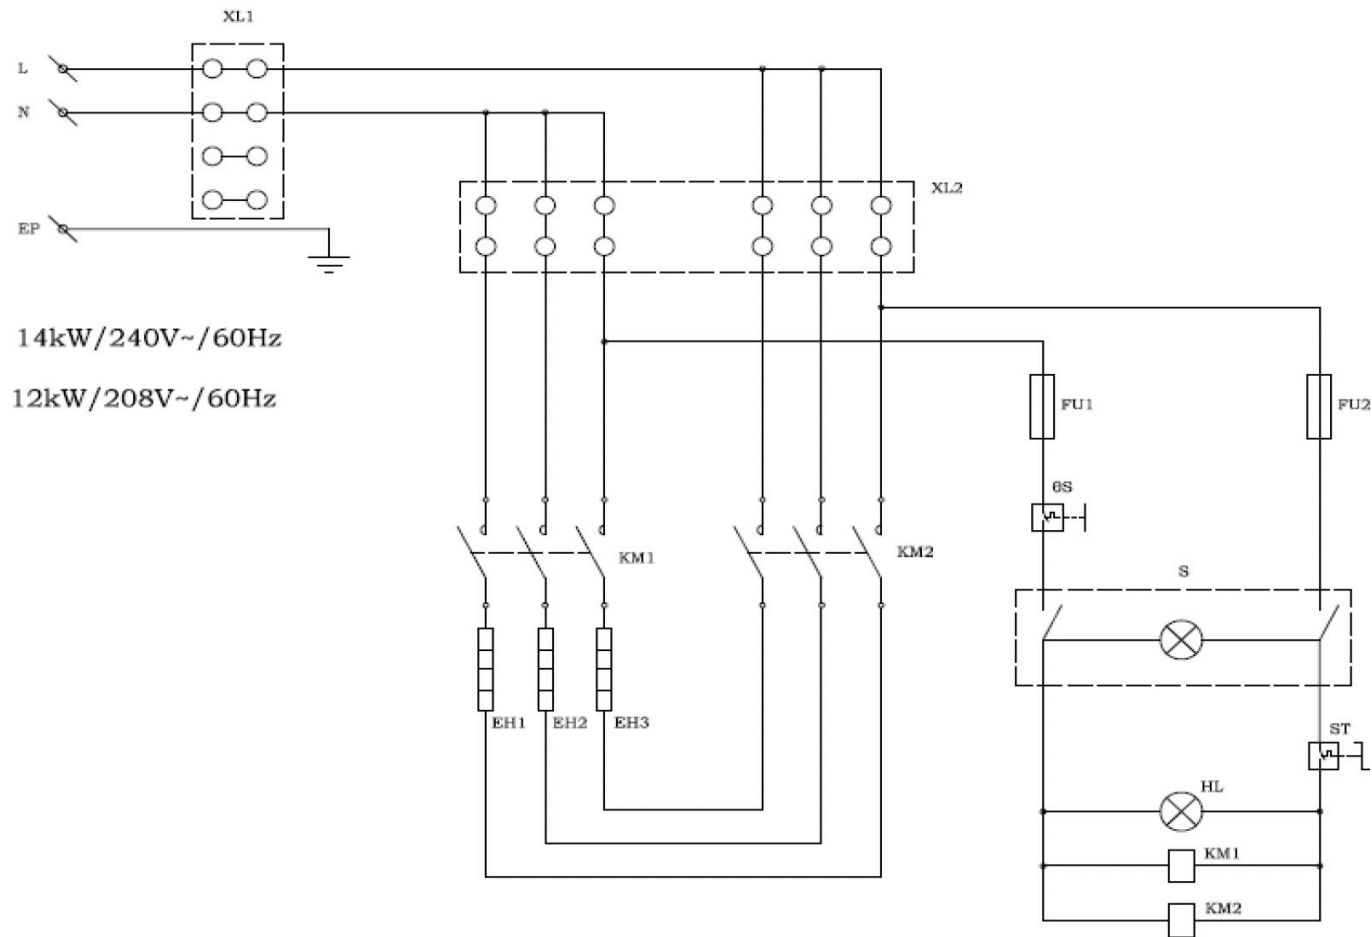 XL1
L
N
XL2
EP
14kW/240V~/60Hz
12kW/208V~/60Hz
FU1
FU2
θS
KM1
KM2
S
EH1
EH2
EH3
ST
HL
KM1
KM2